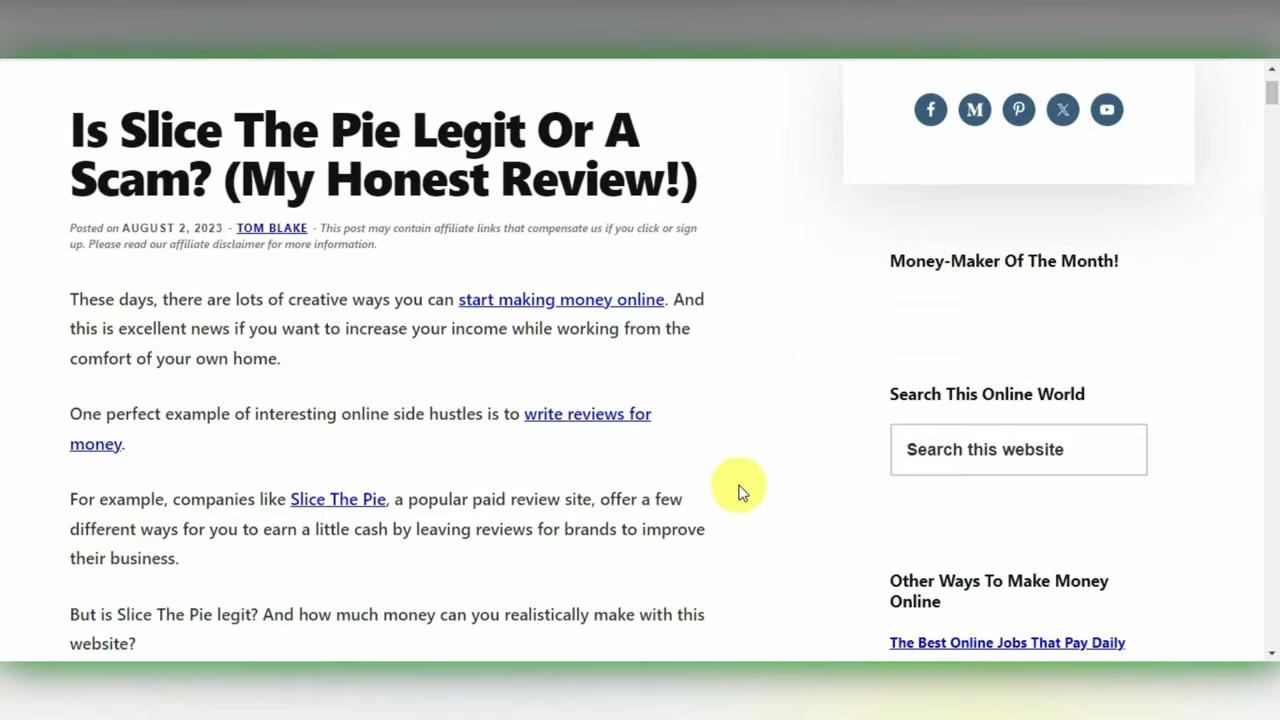 Is Slice The Pie Legit Or A
Scam? (My Honest Review!)
Posted on AUGUST 2, 2023 - TOM BLAKE - This post may contain affiliate links that compensate us if you click or sign
up. Please read our affiliate disclaimer for more information.
These days, there are lots of creative ways you can start making money online. And
this is excellent news if you want to increase your income while working from the
comfort of your own home.
One perfect example of interesting online side hustles is to write reviews for
money.
For example, companies like Slice The Pie, a popular paid review site, offer a few
different ways for you to earn a little cash by leaving reviews for brands to improve
their business.
But is Slice The Pie legit? And how much money can you realistically make with this
website?
Money-Maker Of The Month!
Search This Online World
Search this website
Other Ways To Make Money
Online
The Best Online Jobs That Pay Daily